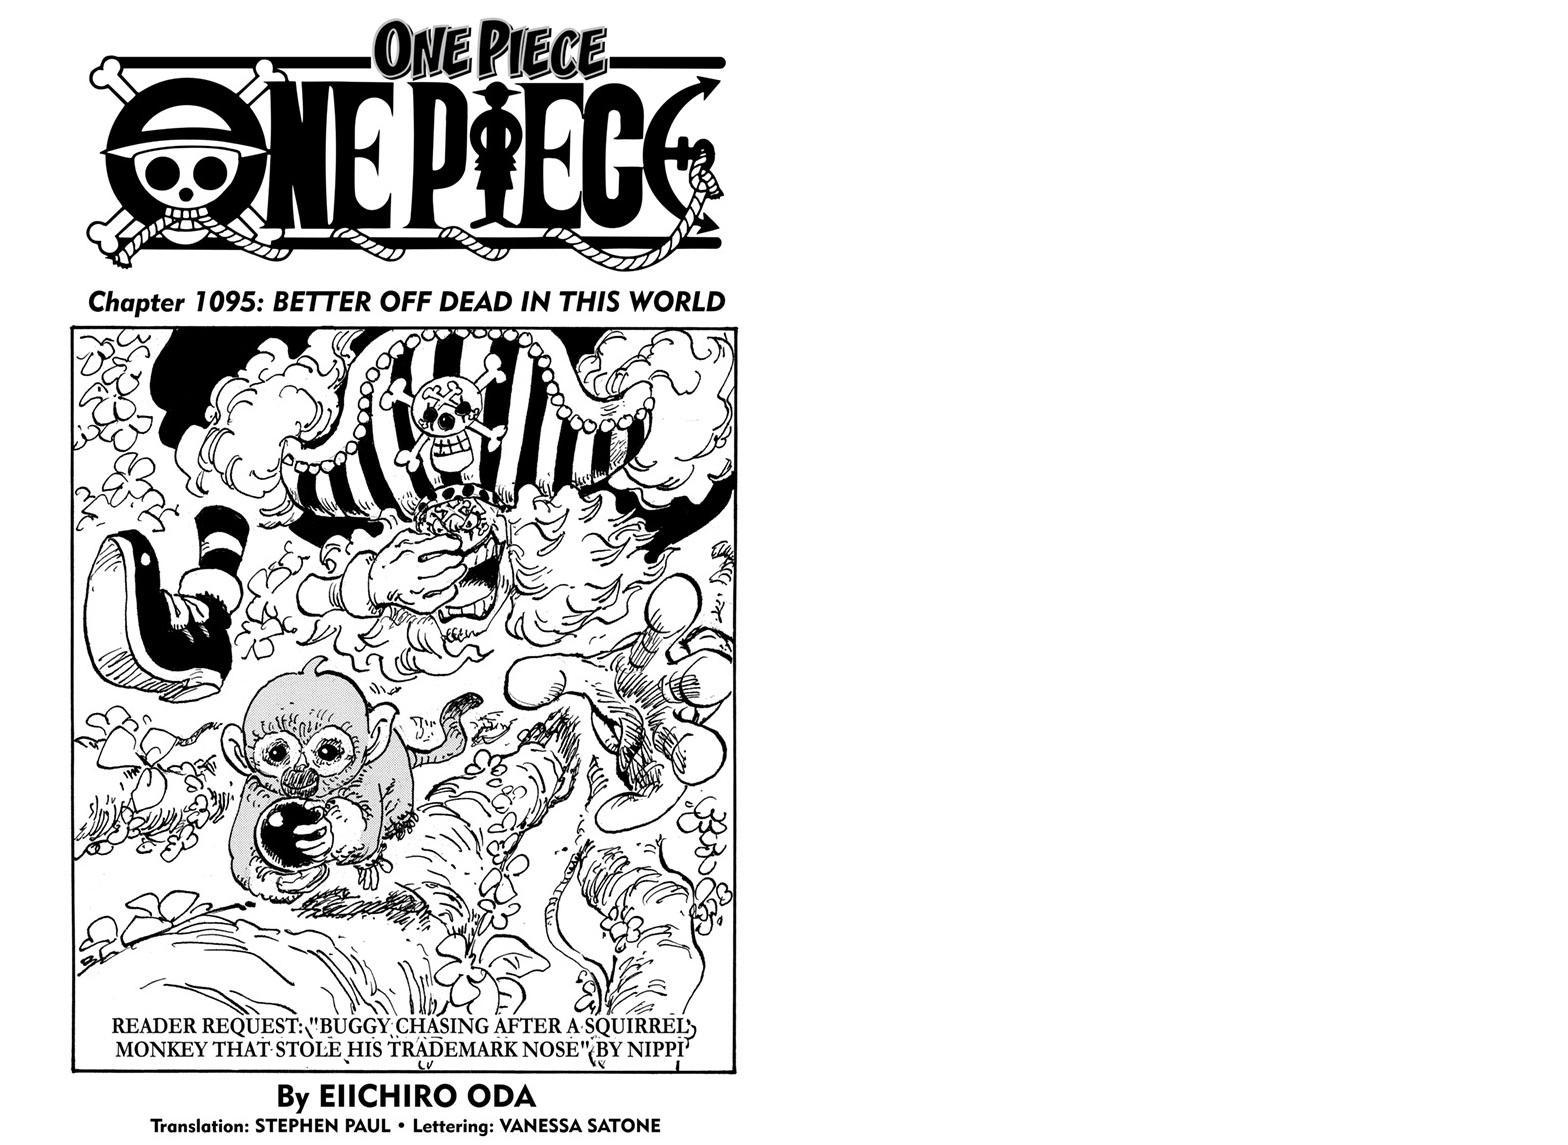 ONE PIECE
ONE PIECE
Chapter 1095: BETTER OFF DEAD IN THIS WORLD
READER REQUEST: "BUGGY CHASING AFTER A SQUIRREL
MONKEY THAT STOLE HIS TRADEMARK NOSE" BY NIPPI
By EIICHIRO ODA
Translation: STEPHEN PAUL • Lettering: VANESSA SATONE